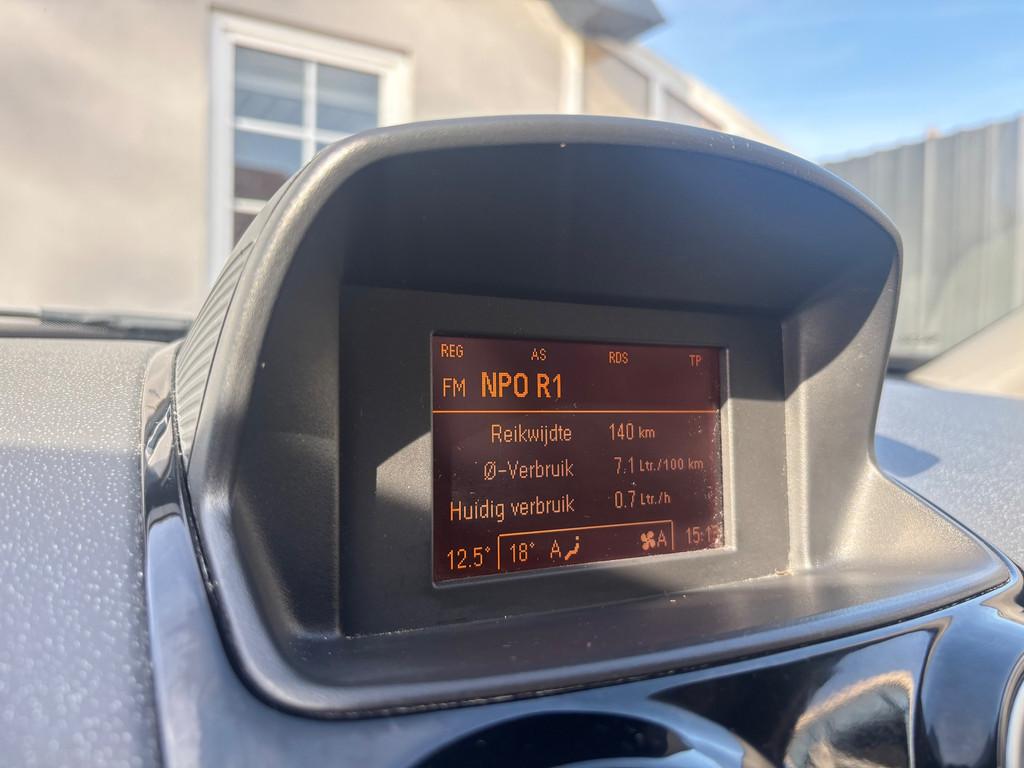 REG AS RDS TP
FM NPO R1
Reikwijdte 140 km
Ø-Verbruik 7.1 Ltr./100 km
Huidig verbruik 0.7 Ltr./h
12.5° 18° A A